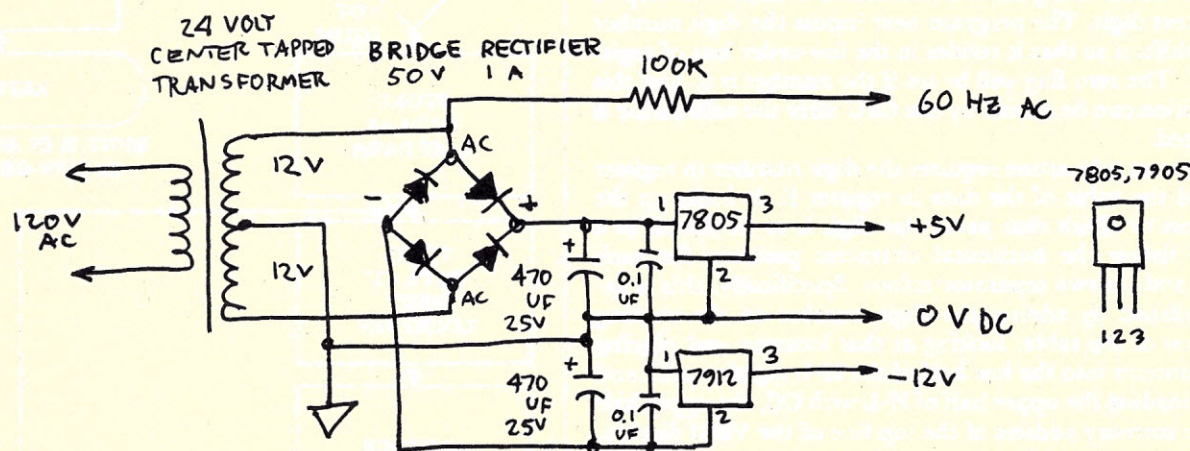 24 VOLT
CENTER TAPPED
TRANSFORMER
BRIDGE RECTIFIER
50V 1A
100K
60 HZ AC
AC
12V
12V
120V
AC
-
+
AC
1
7805
3
2
+5V
7805, 7905
123
+
470
UF
25V
0.1
UF
0 V DC
+
470
UF
25V
0.1
UF
1
7912
3
2
-12V